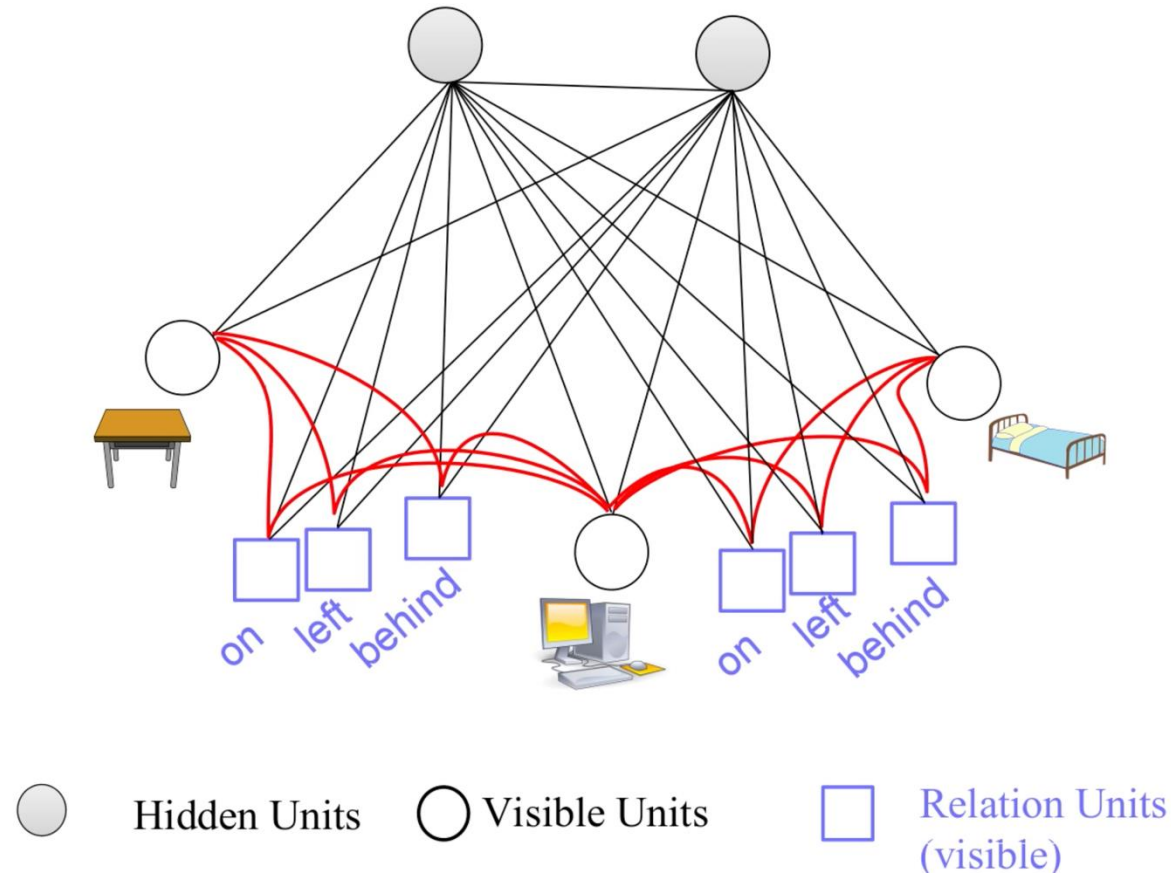 on
left
behind
on
left
behind
Hidden Units
Visible Units
Relation Units
(visible)